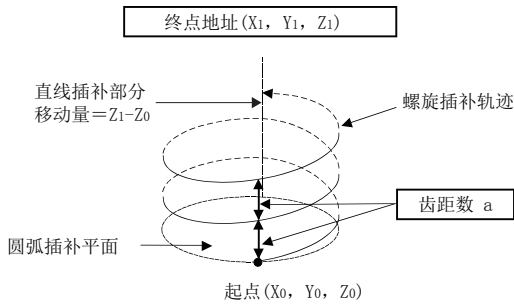 终点地址(X1, Y1, Z1)
直线插补部分
移动量＝Z1-Z0
螺旋插补轨迹
齿距数 a
圆弧插补平面
起点(X0, Y0, Z0)